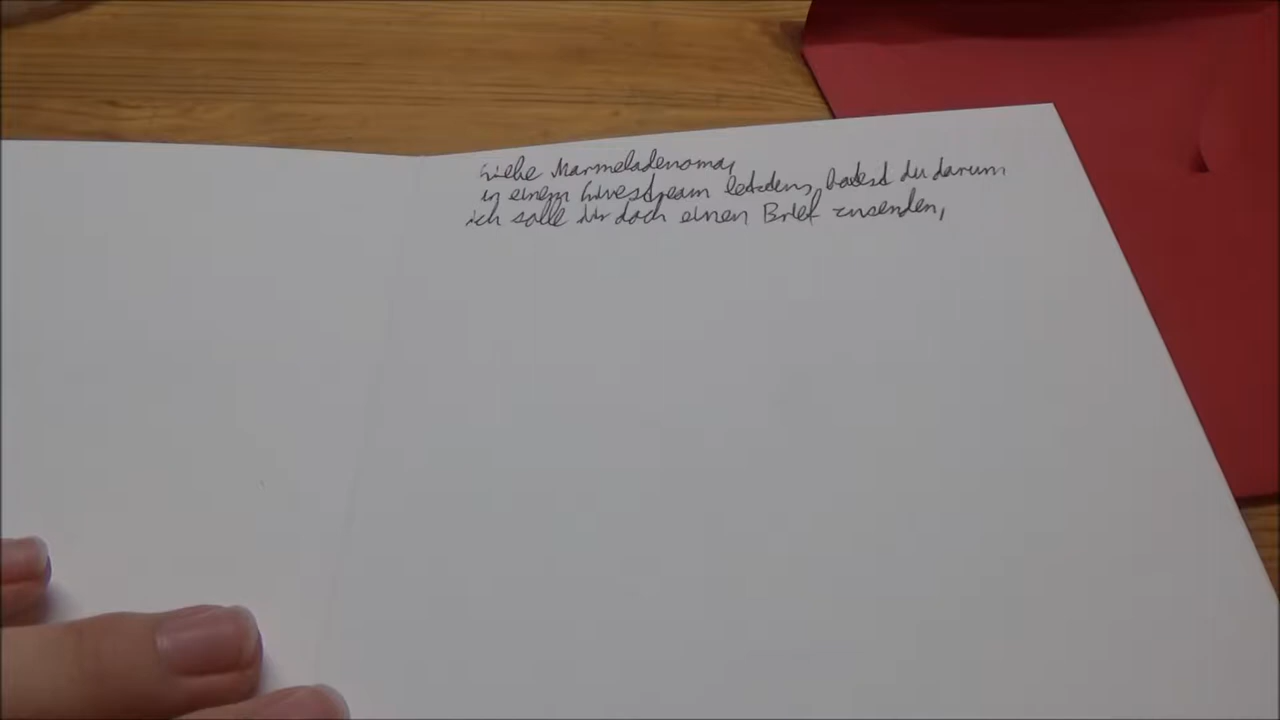 Liebe Marmeladenoma,
in einem Livestream letztens, batest du darum
ich solle dir doch einen Brief zusenden,